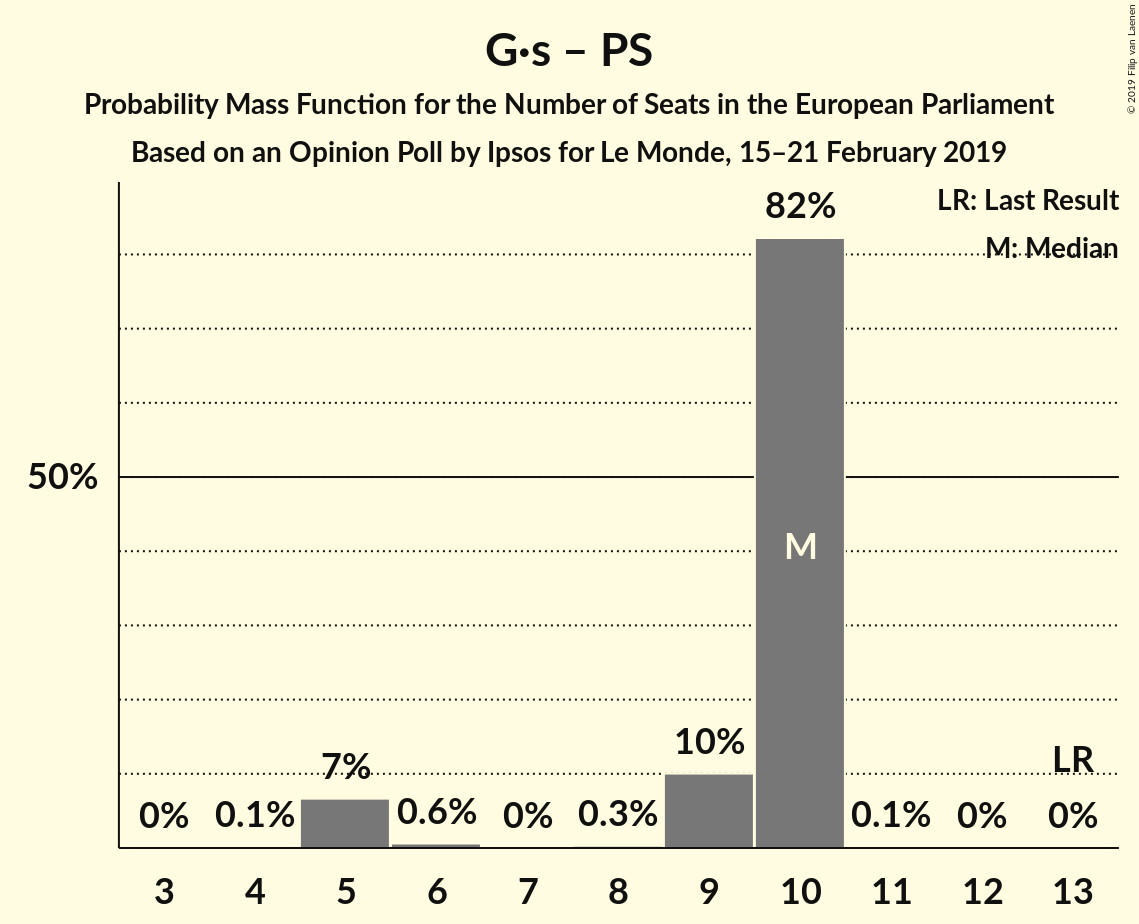 G·s – PS
Probability Mass Function for the Number of Seats in the European Parliament
Based on an Opinion Poll by Ipsos for Le Monde, 15–21 February 2019
© 2019 Filip van Laenen
LR: Last Result
M: Median
82%
50%
M
10%
7%
LR
0% 0.1% 0.6% 0% 0.3% 0.1% 0% 0%
3 4 5 6 7 8 9 10 11 12 13